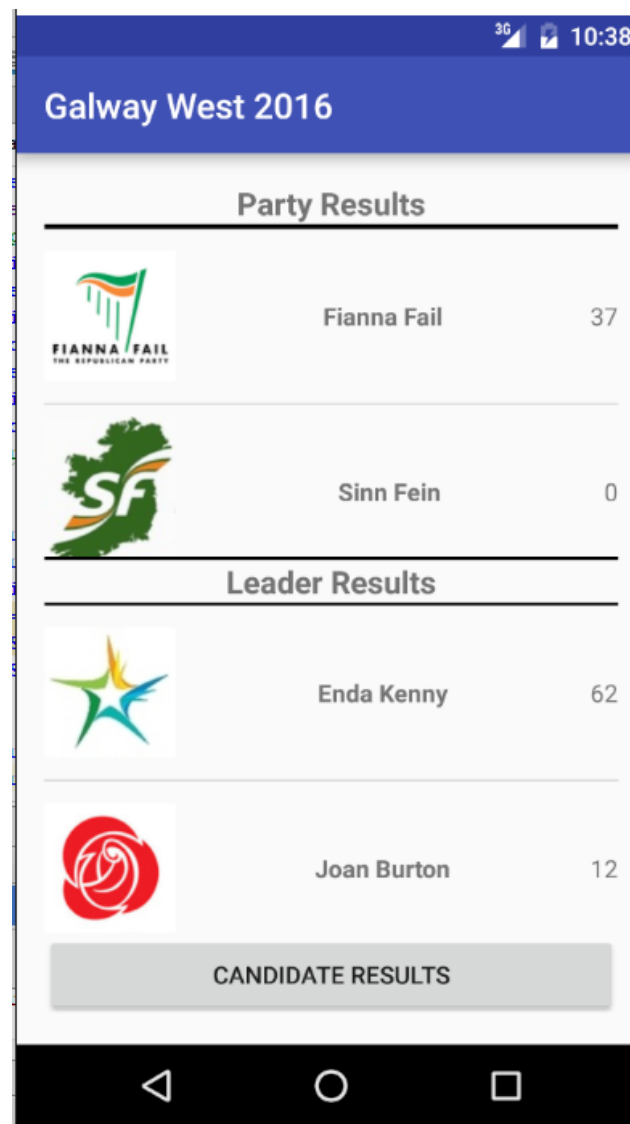 3G 10:38
Galway West 2016
Party Results
FIANNA FAIL
THE REPUBLICAN PARTY
Fianna Fail 37
SF
Sinn Fein 0
Leader Results
Enda Kenny 62
Joan Burton 12
CANDIDATE RESULTS